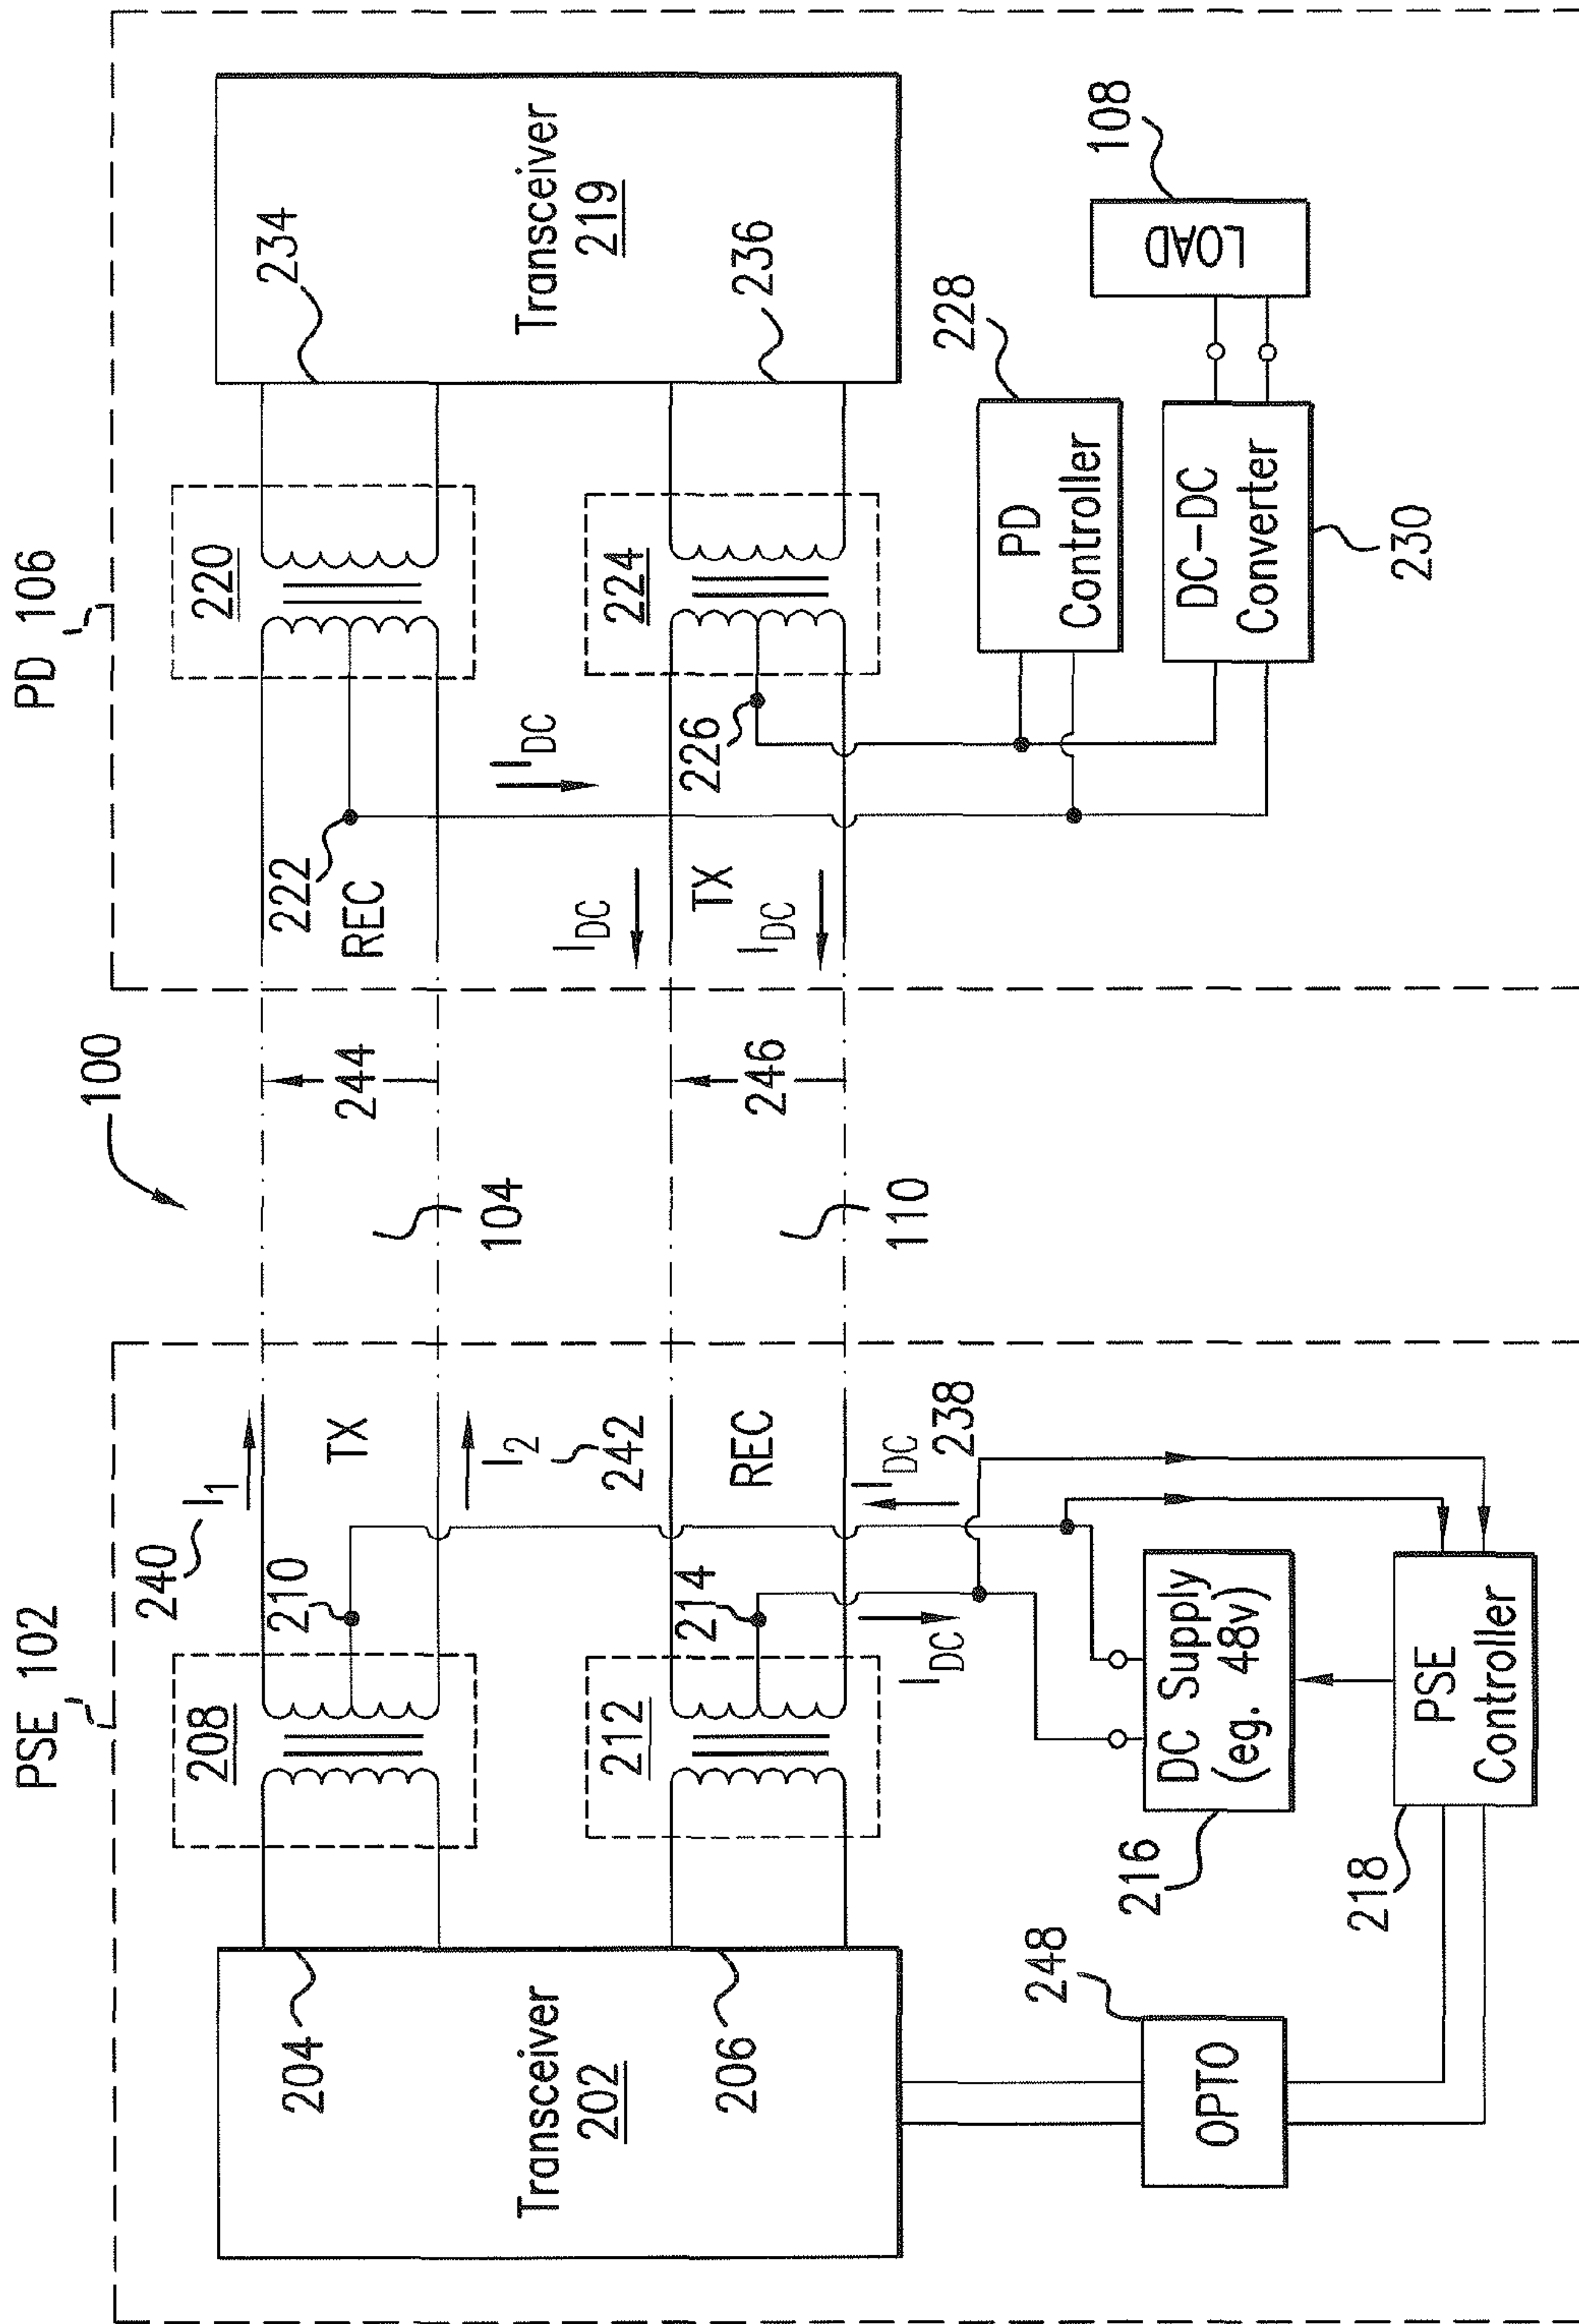 PSE 102
100
PD 106
240
I1
TX
208
210
I2
242
204
Transceiver
202
206
212
214
REC
IDC
IDC
238
DC Supply
(eg. 48v)
216
PSE
Controller
218
248
OPTO
244
104
246
110
222
REC
IDC
220
234
Transceiver
219
IDC
TX
IDC
226
224
236
228
PD
Controller
DC-DC
Converter
230
LOAD
108